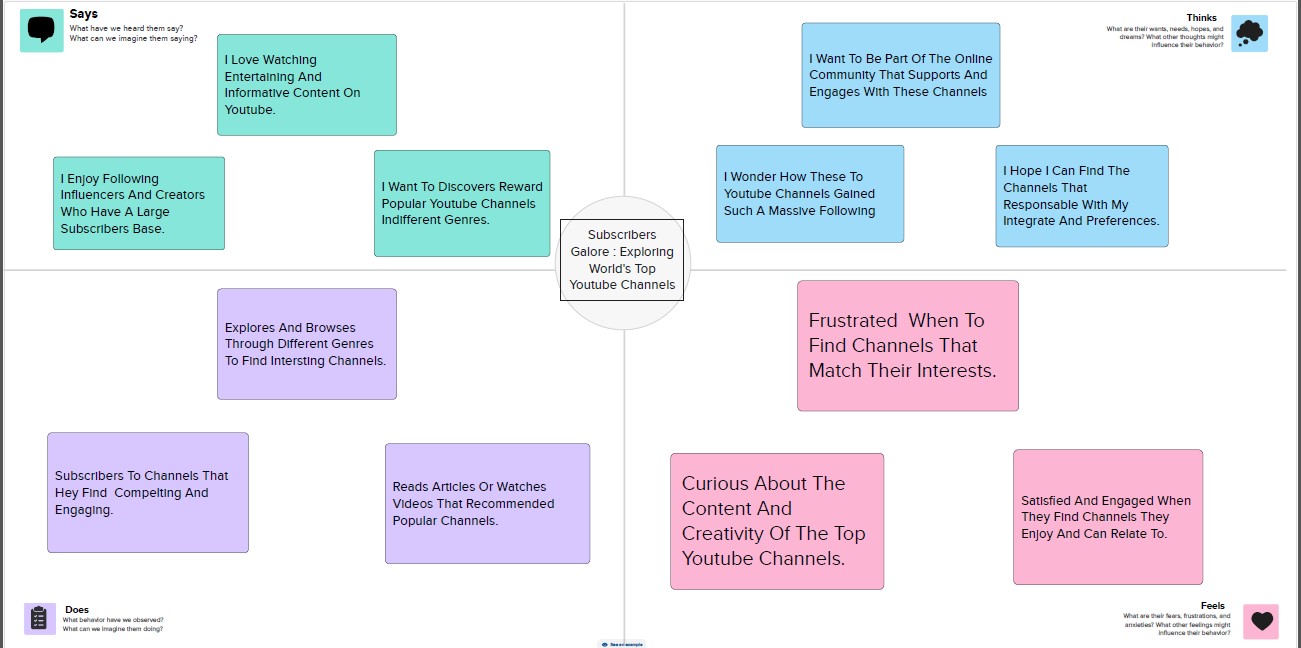 Says
What have we heard them say?
What can we imagine them saying?
I Love Watching
Entertaining And
Informative Content On
Youtube.
I Enjoy Following
Influencers And Creators
Who Have A Large
Subscribers Base.
I Want To Discovers Reward
Popular Youtube Channels
Indifferent Genres.
Thinks
What are their wants, needs, hopes, and
dreams? What other thoughts might
influence their behavior?
I Want To Be Part Of The Online
Community That Supports And
Engages With These Channels
I Wonder How These To
Youtube Channels Gained
Such A Massive Following
I Hope I Can Find The
Channels That
Responsable With My
Integrate And Preferences.
Subscribers
Galore : Exploring
World's Top
Youtube Channels
Explores And Browses
Through Different Genres
To Find Intersting Channels.
Subscribers To Channels That
Hey Find  Compelting And
Engaging.
Reads Articles Or Watches
Videos That Recommended
Popular Channels.
Does
What behavior have we observed?
What can we imagine them doing?
Frustrated  When To
Find Channels That
Match Their Interests.
Curious About The
Content And
Creativity Of The Top
Youtube Channels.
Satisfied And Engaged When
They Find Channels They
Enjoy And Can Relate To.
Feels
What are their fears, frustrations, and
anxieties? What other feelings might
influence their behavior?
See an example